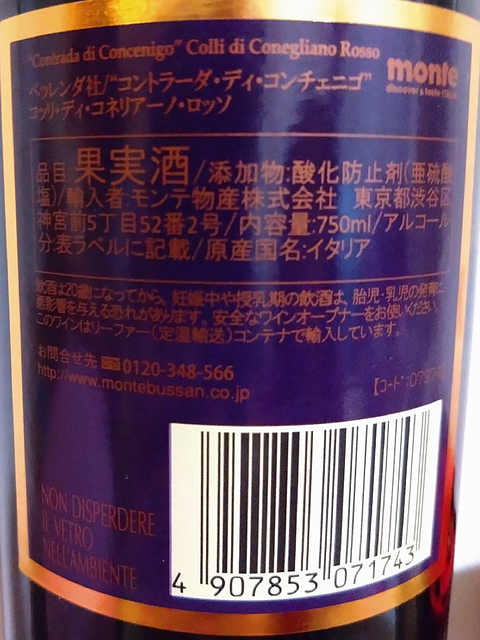 "Contrada di Concenigo" Colli di Conegliano Rosso
monte
discover & taste ITALIA
ベッレンダ社/"コントラーダ・ディ・コンチェニゴ"
コッリ・ディ・コネリアーノ・ロッソ
品目:果実酒/添加物:酸化防止剤(亜硫酸
塩)/輸入者:モンテ物産株式会社 東京都渋谷区
神宮前5丁目52番2号/内容量:750ml/アルコール
分:表ラベルに記載/原産国名:イタリア
飲酒は20歳になってから。妊娠中や授乳期の飲酒は、胎児・乳児の発育に
悪影響を与える恐れがあります。安全なワインオープナーをお使いください。
このワインはリーファー(定温輸送)コンテナで輸入しています。
お問合せ先 0120-348-566
http://www.montebussan.co.jp
【コード:07974】
NON DISPERDERE
IL VETRO
NELL'AMBIENTE
4 907853 071743